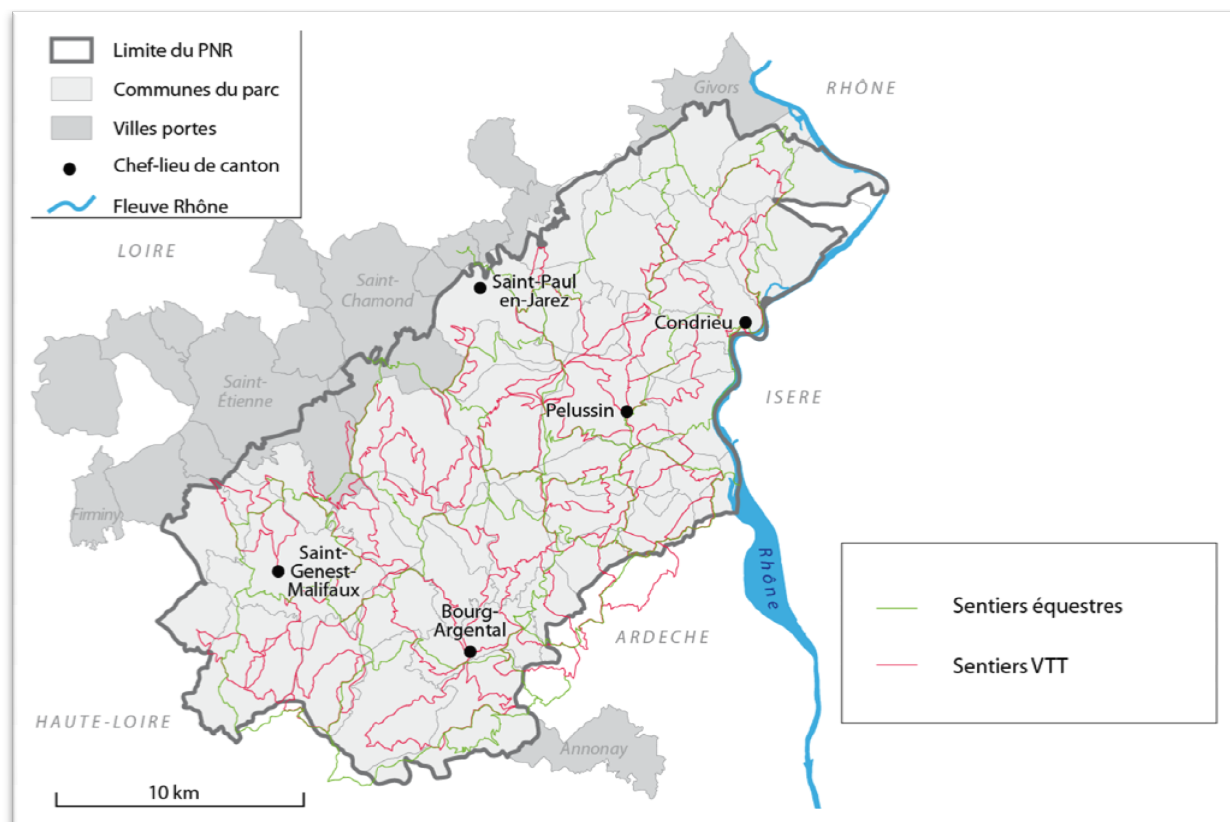 Limite du PNR
Communes du parc
Villes portes
Chef-lieu de canton
Fleuve Rhône
Givors
RHÔNE
LOIRE
Saint-
Chamond
Saint-Paul
en-Jarez
Condrieu
Saint-
Étienne
ISERE
Pelussin
Firminy
Saint-
Genest-
Malifaux
Rhône
Bourg-
Argental
ARDECHE
HAUTE-LOIRE
Annonay
10 km
Sentiers équestres
Sentiers VTT